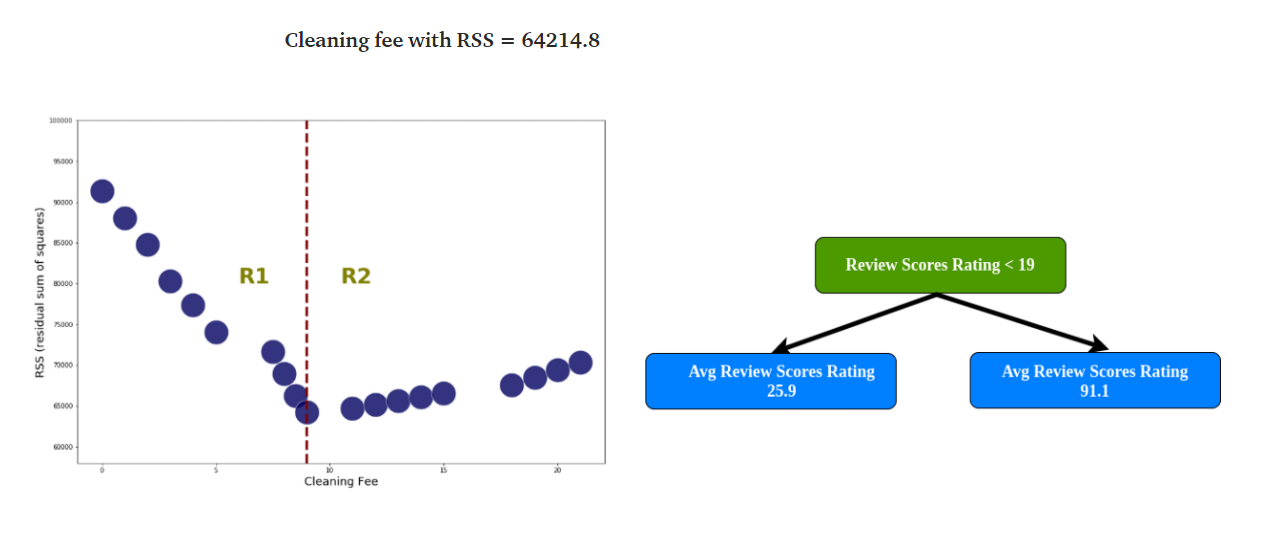 Cleaning fee with RSS = 64214.8
100000
95000
90000
85000
80000
75000
70000
65000
60000
RSS (residual sum of squares)
R1
R2
0
5
10
15
20
Cleaning Fee
Review Scores Rating < 19
Avg Review Scores Rating
25.9
Avg Review Scores Rating
91.1